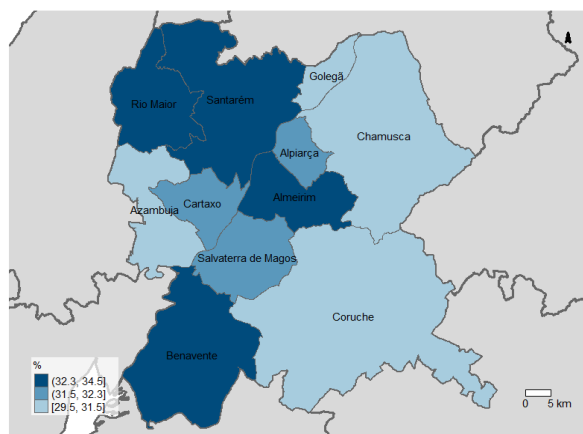 Golegã
Rio Maior
Santarém
Chamusca
Alpiarça
Almeirim
Azambuja
Cartaxo
Salvaterra de Magos
Coruche
Benavente
%
(32.3, 34.5]
(31.5, 32.3]
[29.5, 31.5]
0 5 km